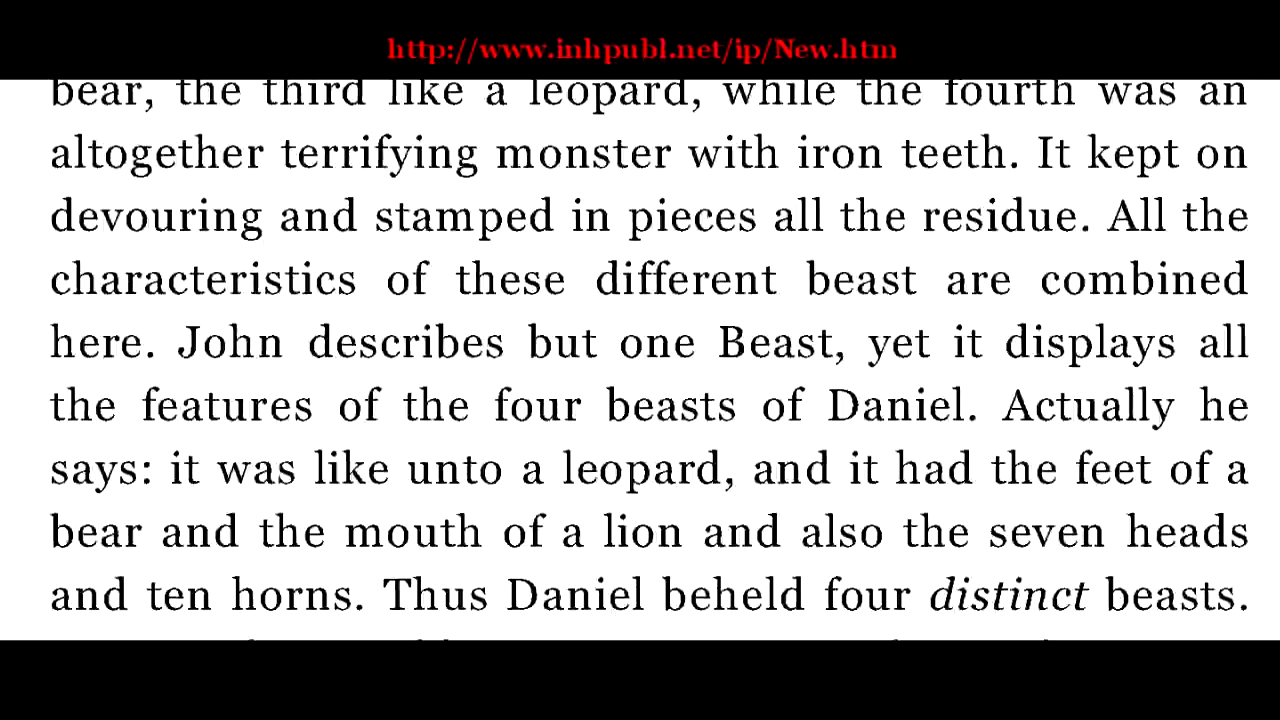 http://www.inhpubl.net/ip/New.htm
bear, the third like a leopard, while the fourth was an
altogether terrifying monster with iron teeth. It kept on
devouring and stamped in pieces all the residue. All the
characteristics of these different beast are combined
here. John describes but one Beast, yet it displays all
the features of the four beasts of Daniel. Actually he
says: it was like unto a leopard, and it had the feet of a
bear and the mouth of a lion and also the seven heads
and ten horns. Thus Daniel beheld four distinct beasts.